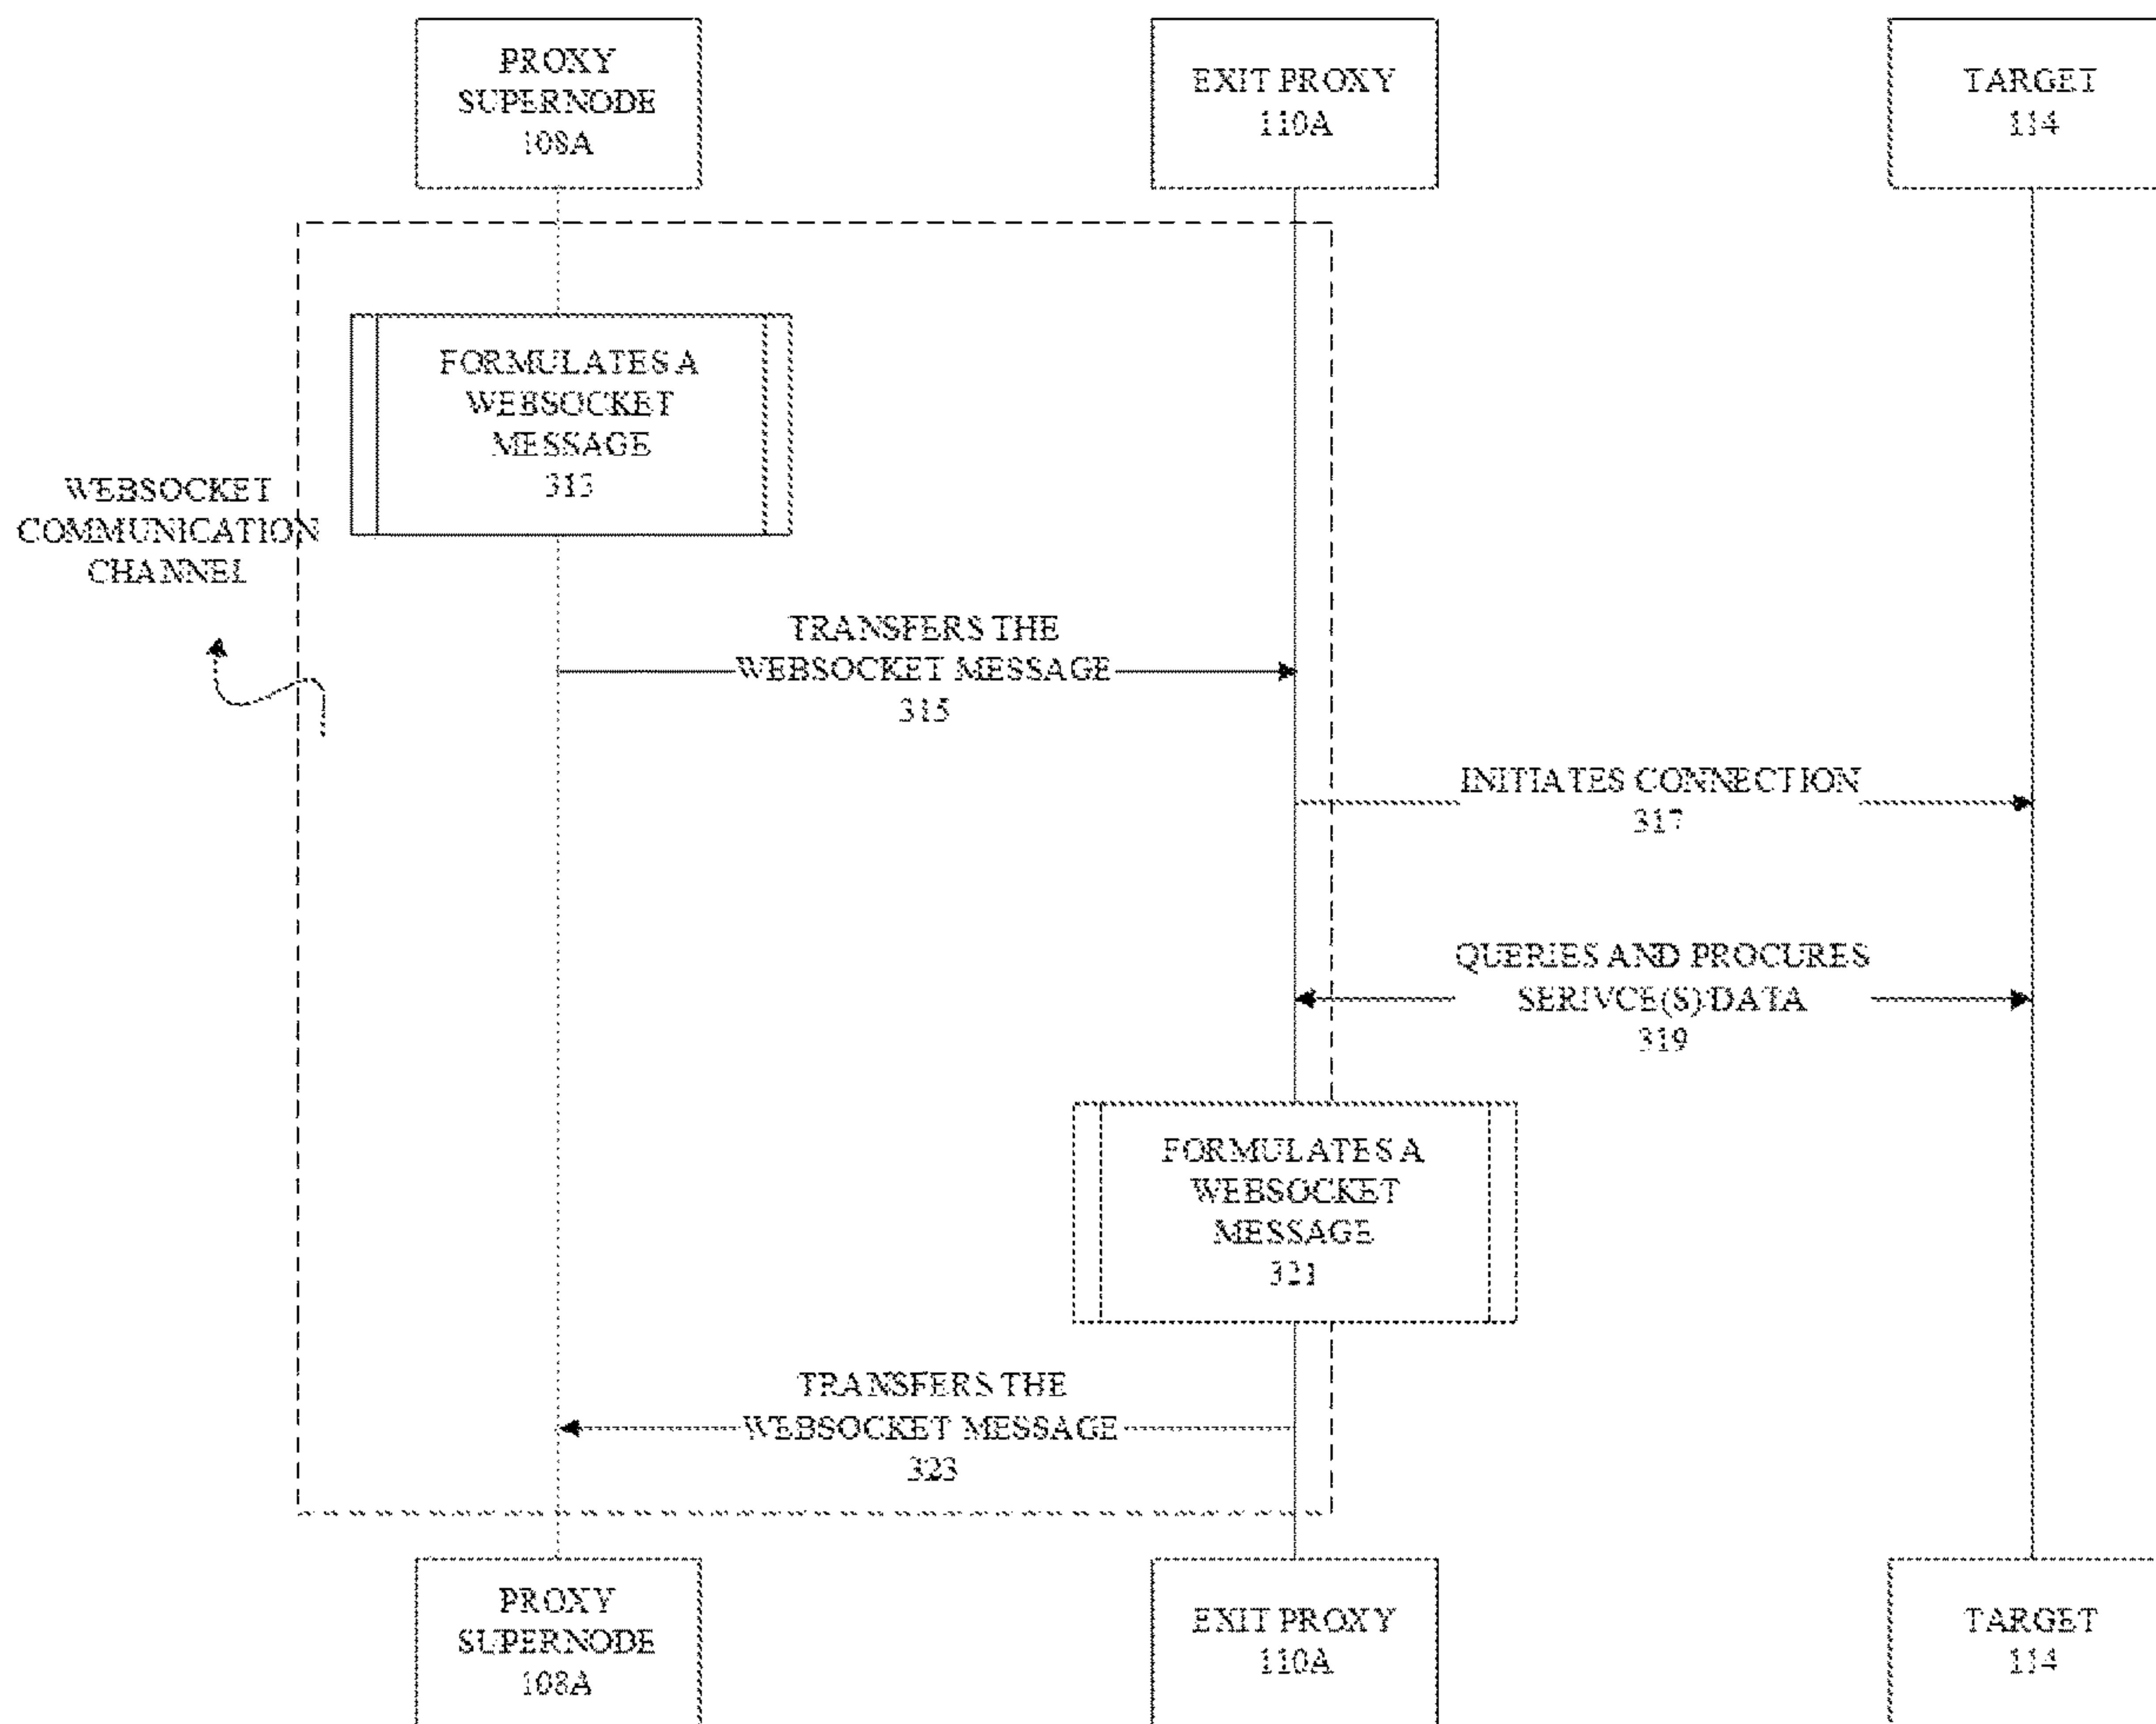 PROXY
SUPERNODE
108A
EXIT PROXY
110A
TARGET
114
FORMULATES A
WEBSOCKET
MESSAGE
313
WEBSOCKET
COMMUNICATION
CHANNEL
TRANSFERS THE
WEBSOCKET MESSAGE
315
INITIATES CONNECTION
317
QUERIES AND PROCURES
SERIVCE(S)/DATA
319
FORMULATES A
WEBSOCKET
MESSAGE
321
TRANSFERS THE
WEBSOCKET MESSAGE
323
PROXY
SUPERNODE
108A
EXIT PROXY
110A
TARGET
114